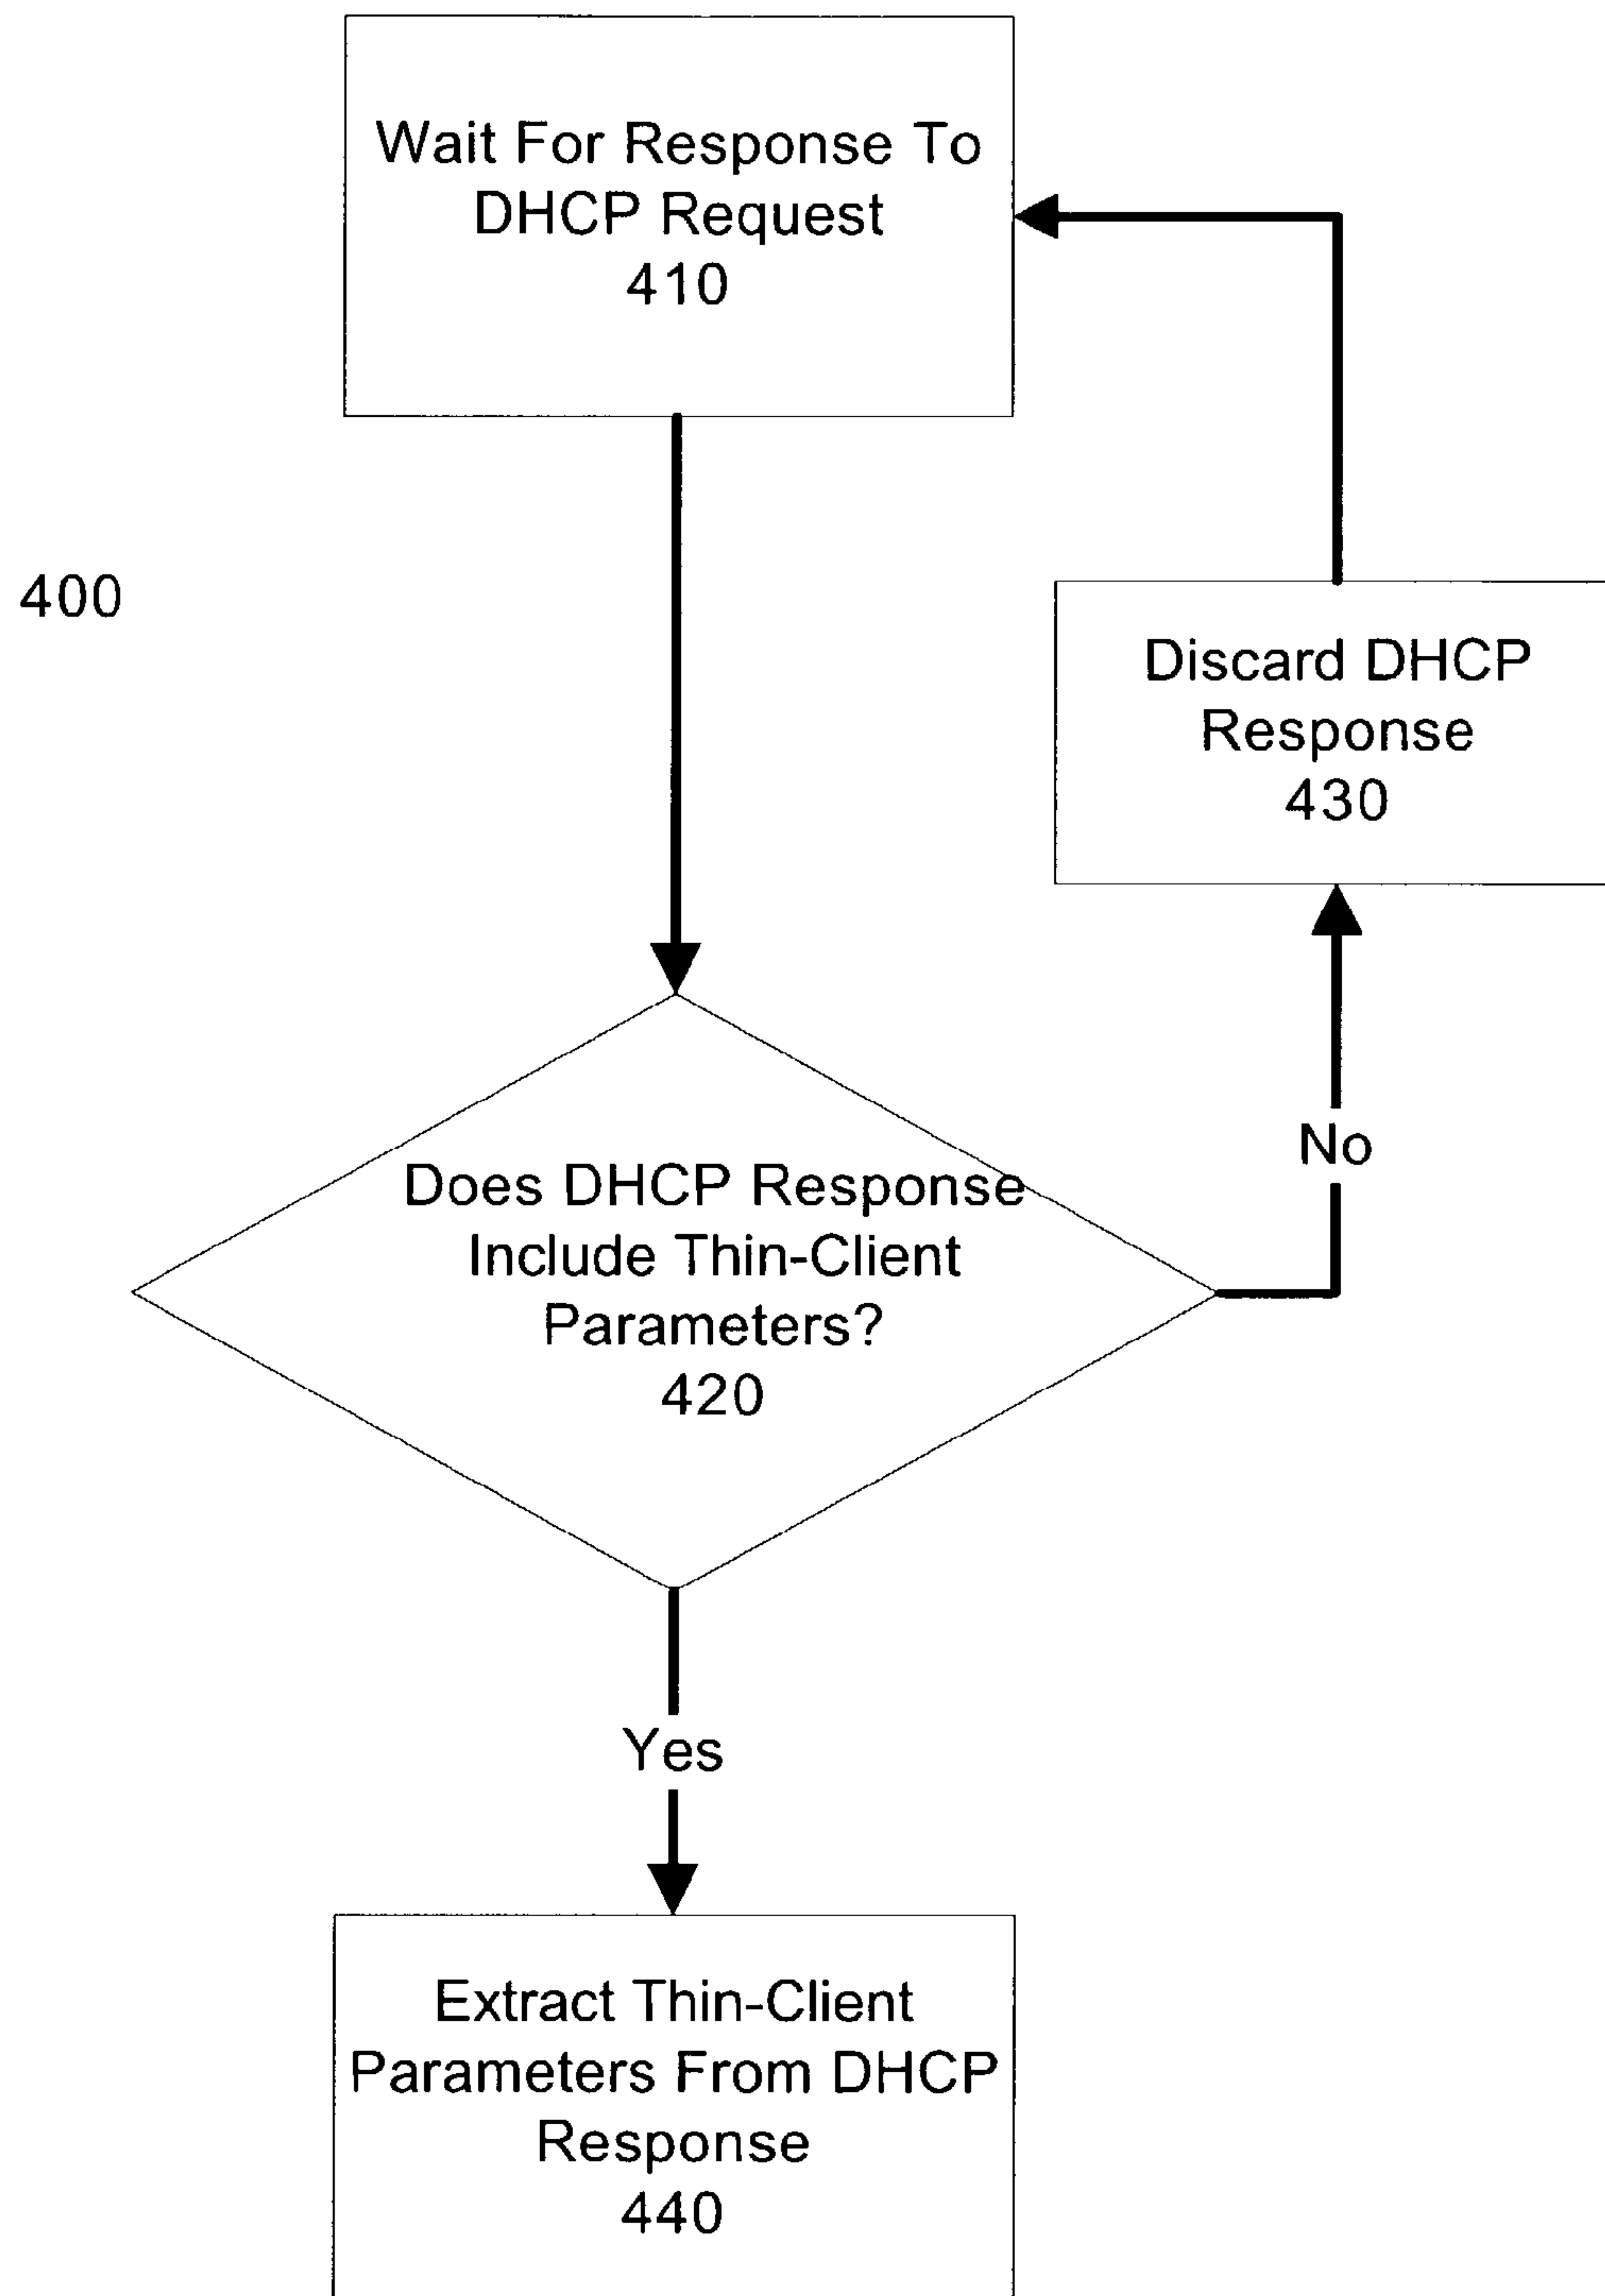 Wait For Response To
DHCP Request
410
400
Discard DHCP
Response
430
No
Does DHCP Response
Include Thin-Client
Parameters?
420
Yes
Extract Thin-Client
Parameters From DHCP
Response
440